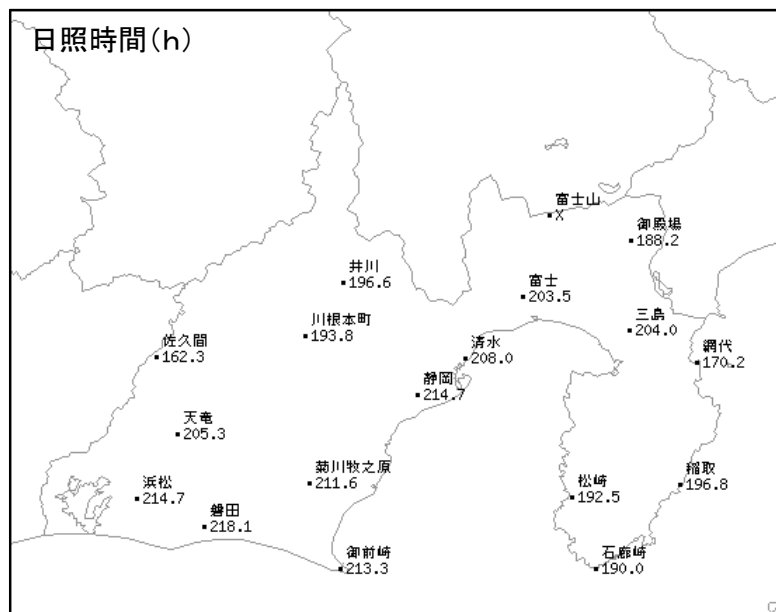 日照時間(h)
富士山
X
御殿場
188.2
井川
196.6
富士
203.5
川根本町
193.8
三島
204.0
佐久間
162.3
清水
208.0
網代
170.2
静岡
214.7
天竜
205.3
菊川牧之原
211.6
浜松
214.7
松崎
192.5
稲取
196.8
磐田
218.1
御前崎
213.3
石廊崎
190.0